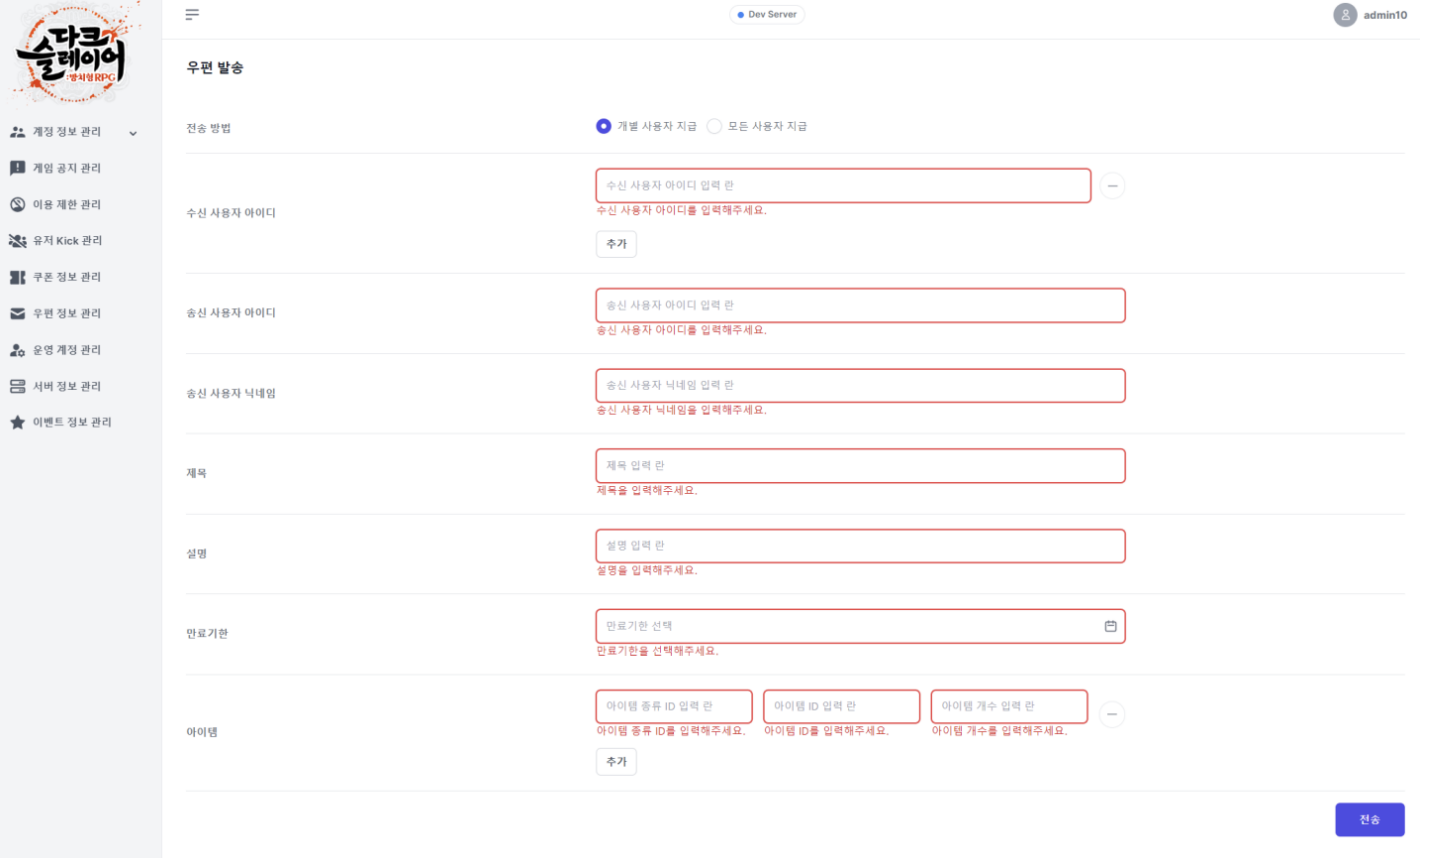 다크
슬레이어
:방치형RPG
Dev Server
admin10
계정 정보 관리
게임 공지 관리
이용 제한 관리
유저 Kick 관리
쿠폰 정보 관리
우편 정보 관리
운영 계정 관리
서버 정보 관리
이벤트 정보 관리
우편 발송
전송 방법
개별 사용자 지급 모든 사용자 지급
수신 사용자 아이디
수신 사용자 아이디 입력 란
수신 사용자 아이디를 입력해주세요.
추가
송신 사용자 아이디
송신 사용자 아이디 입력 란
송신 사용자 아이디를 입력해주세요.
송신 사용자 닉네임
송신 사용자 닉네임 입력 란
송신 사용자 닉네임을 입력해주세요.
제목
제목 입력 란
제목을 입력해주세요.
설명
설명 입력 란
설명을 입력해주세요.
만료기한
만료기한 선택
만료기한을 선택해주세요.
아이템
아이템 종류 ID 입력 란 아이템 ID 입력 란 아이템 개수 입력 란
아이템 종류 ID를 입력해주세요. 아이템 ID를 입력해주세요. 아이템 개수를 입력해주세요.
추가
전송